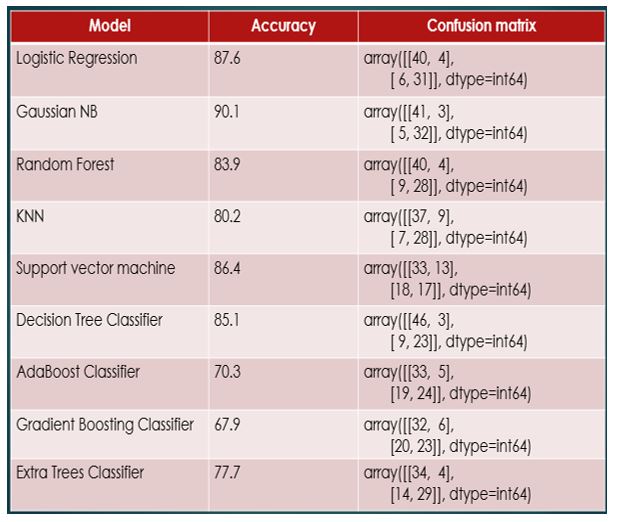 Model Accuracy Confusion matrix
Logistic Regression 87.6 array([[40, 4],
[ 6, 31]], dtype=int64)
Gaussian NB 90.1 array([[41, 3],
[ 5, 32]], dtype=int64)
Random Forest 83.9 array([[40, 4],
[ 9, 28]], dtype=int64)
KNN 80.2 array([[37, 9],
[ 7, 28]], dtype=int64)
Support vector machine 86.4 array([[33, 13],
[18, 17]], dtype=int64)
Decision Tree Classifier 85.1 array([[46, 3],
[ 9, 23]], dtype=int64)
AdaBoost Classifier 70.3 array([[33, 5],
[19, 24]], dtype=int64)
Gradient Boosting Classifier 67.9 array([[32, 6],
[20, 23]], dtype=int64)
Extra Trees Classifier 77.7 array([[34, 4],
[14, 29]], dtype=int64)